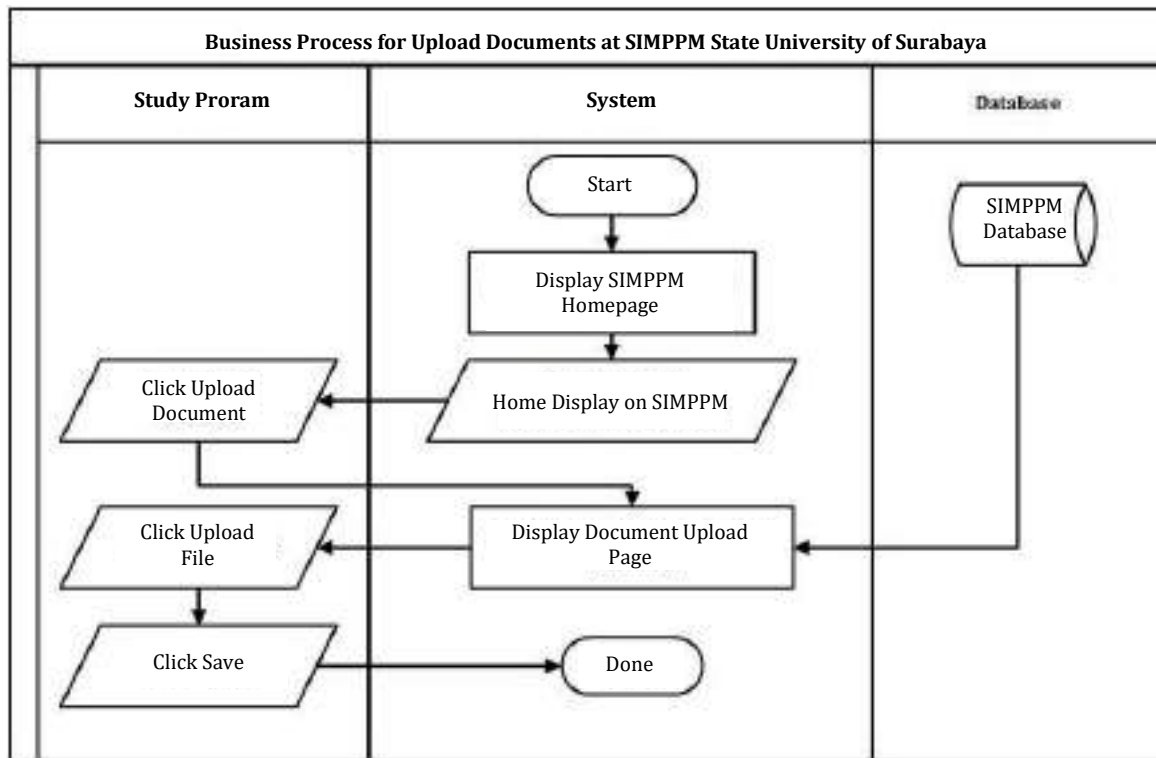 Business Process for Upload Documents at SIMPPM State University of Surabaya
Study Proram
System
Database
Start
SIMPPM
Database
Display SIMPPM
Homepage
Click Upload
Document
Home Display on SIMPPM
Click Upload
File
Display Document Upload
Page
Click Save
Done